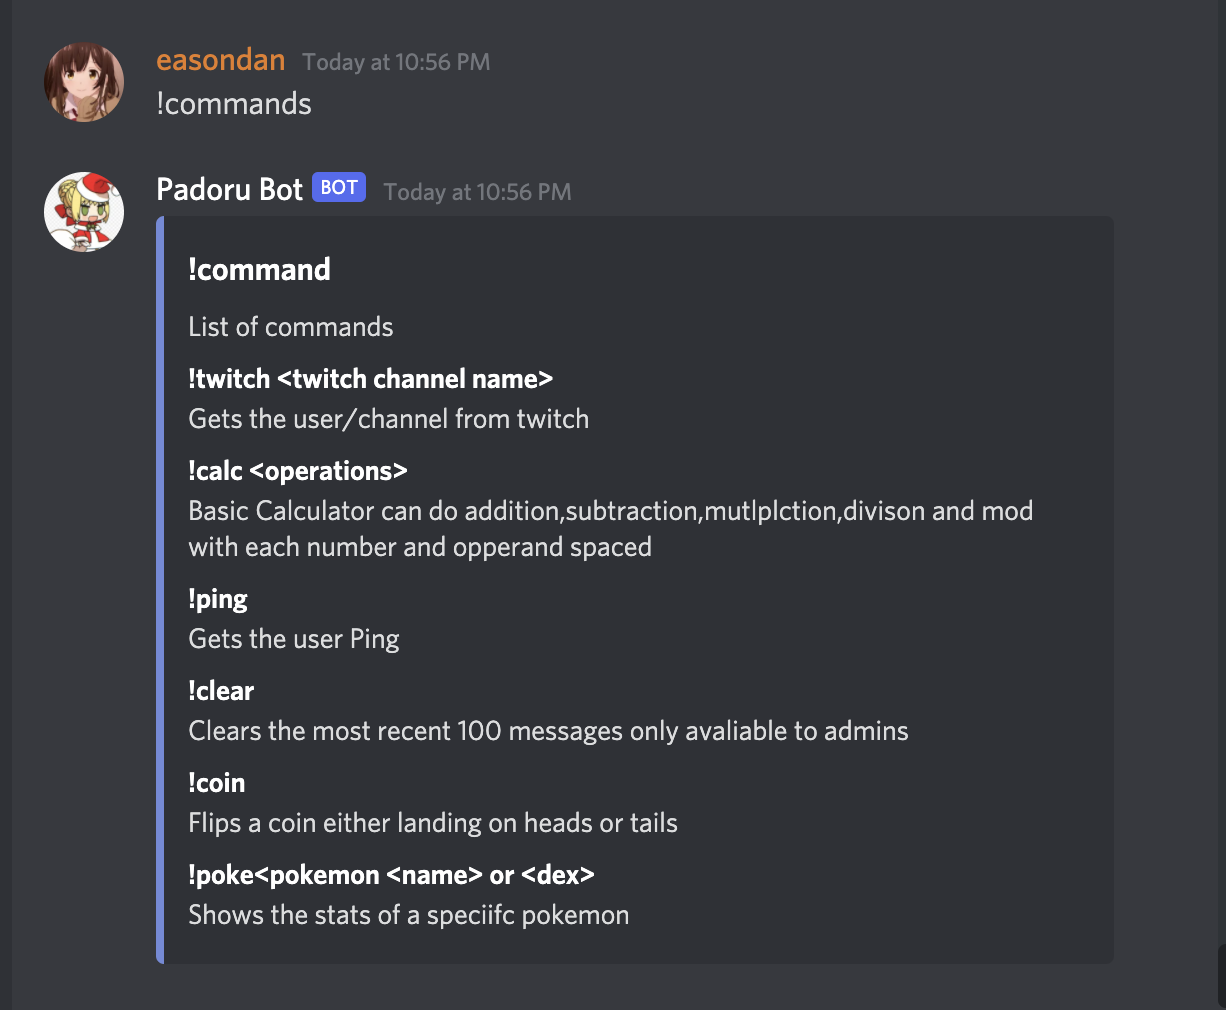 easondan Today at 10:56 PM
!commands
Padoru Bot BOT Today at 10:56 PM
!command
List of commands
!twitch <twitch channel name>
Gets the user/channel from twitch
!calc <operations>
Basic Calculator can do addition,subtraction,mutlplction,divison and mod
with each number and opperand spaced
!ping
Gets the user Ping
!clear
Clears the most recent 100 messages only avaliable to admins
!coin
Flips a coin either landing on heads or tails
!poke<pokemon <name> or <dex>
Shows the stats of a speciifc pokemon